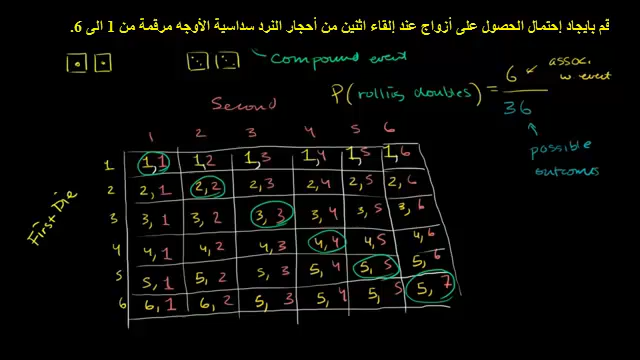 قم بإيجاد إحتمال الحصول على أزواج عند إلقاء اثنين من أحجار النرد سداسية الأوجه مرقمة من 1 الى 6.
compound event
P(rolling doubles) = 6/36
assoc.
w event
possible
outcomes
Second
1 2 3 4 5 6
First Die
1 1,1 1,2 1,3 1,4 1,5 1,6
2 2,1 2,2 2,3 2,4 2,5 2,6
3 3,1 3,2 3,3 3,4 3,5 3,6
4 4,1 4,2 4,3 4,4 4,5 4,6
5 5,1 5,2 5,3 5,4 5,5 5,6
6 6,1 6,2 5,3 5,4 5,5 5,7